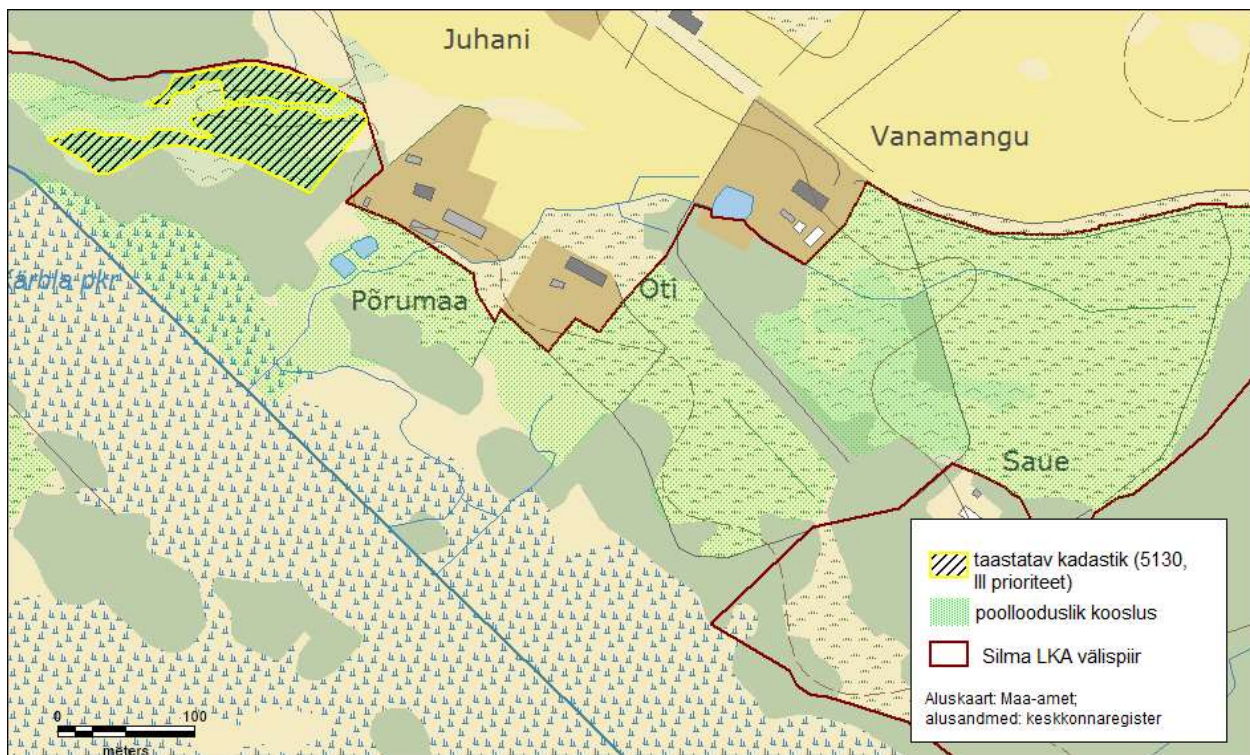 Juhani
Vanamangu
Kärbla pkr
Põrumaa
Oti
Saue
taastatav kadastik (5130,
III prioriteet)
poollooduslik kooslus
Silma LKA välispiir
Aluskaart: Maa-amet;
alusandmed: keskkonnaregister
0 100
meters